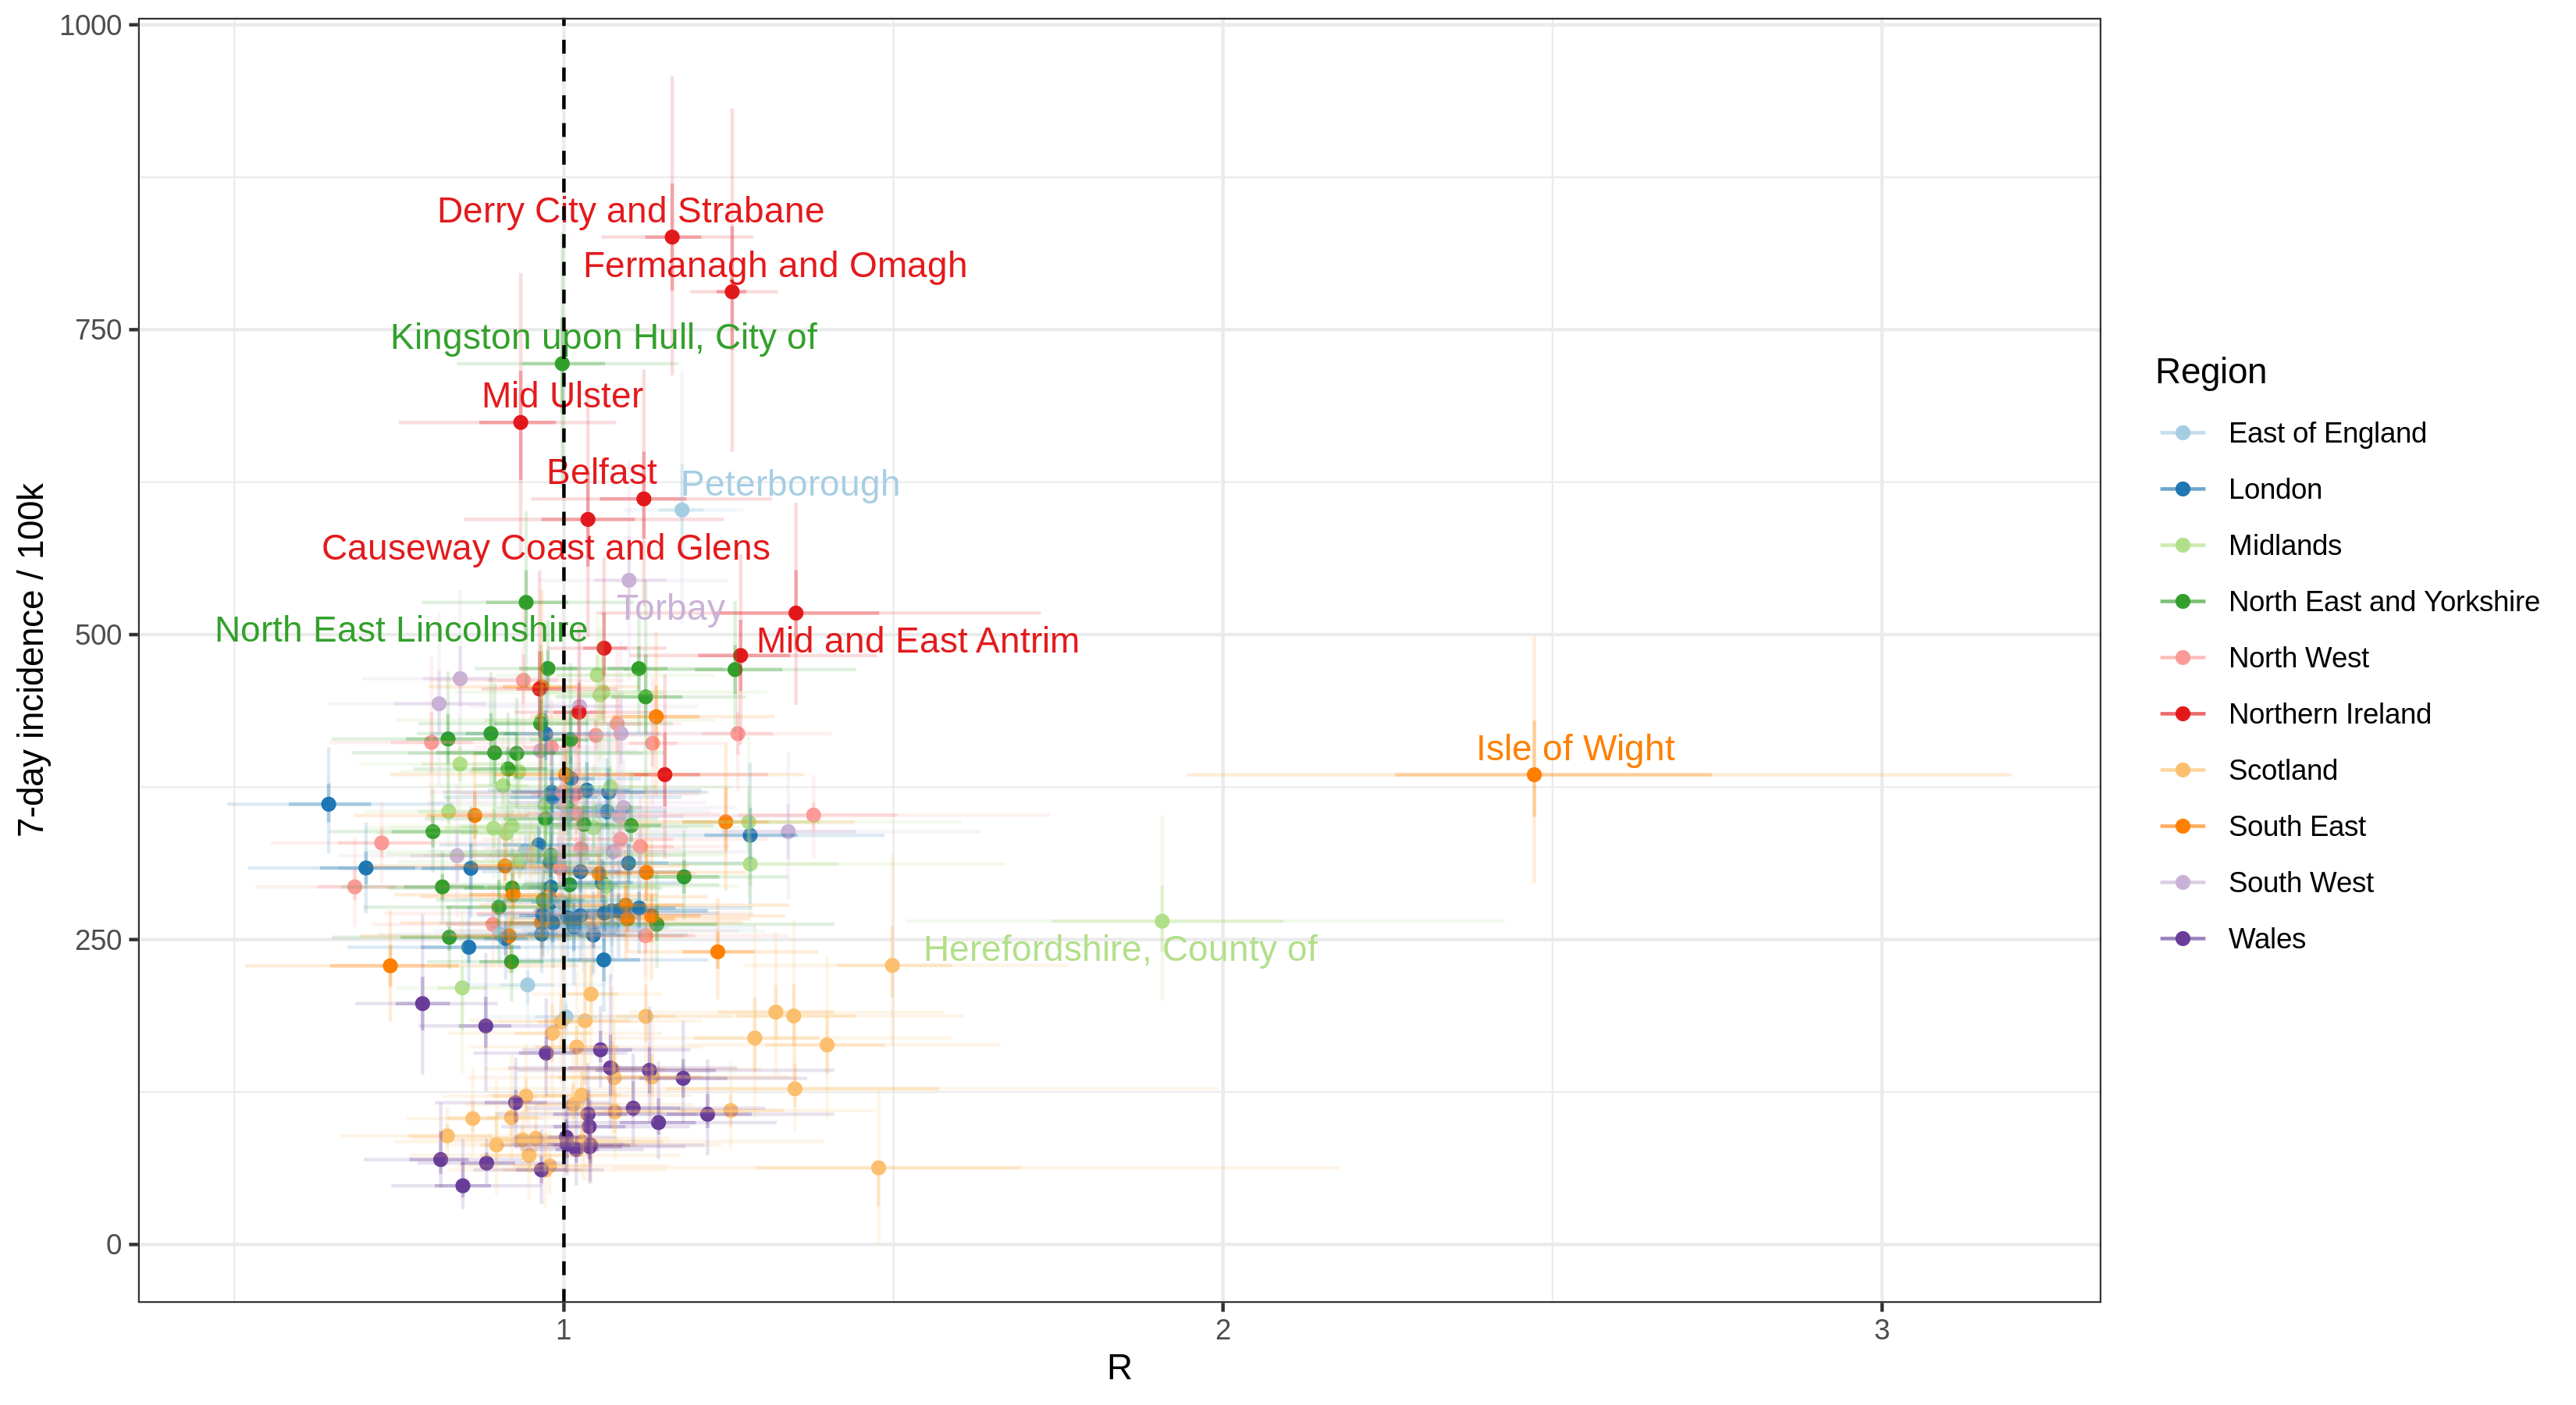 1000
750
500
250
0
7-day incidence / 100k
Derry City and Strabane
Fermanagh and Omagh
Kingston upon Hull, City of
Mid Ulster
Belfast
Peterborough
Causeway Coast and Glens
Torbay
North East Lincolnshire
Mid and East Antrim
Isle of Wight
Herefordshire, County of
1
2
3
R
Region
East of England
London
Midlands
North East and Yorkshire
North West
Northern Ireland
Scotland
South East
South West
Wales